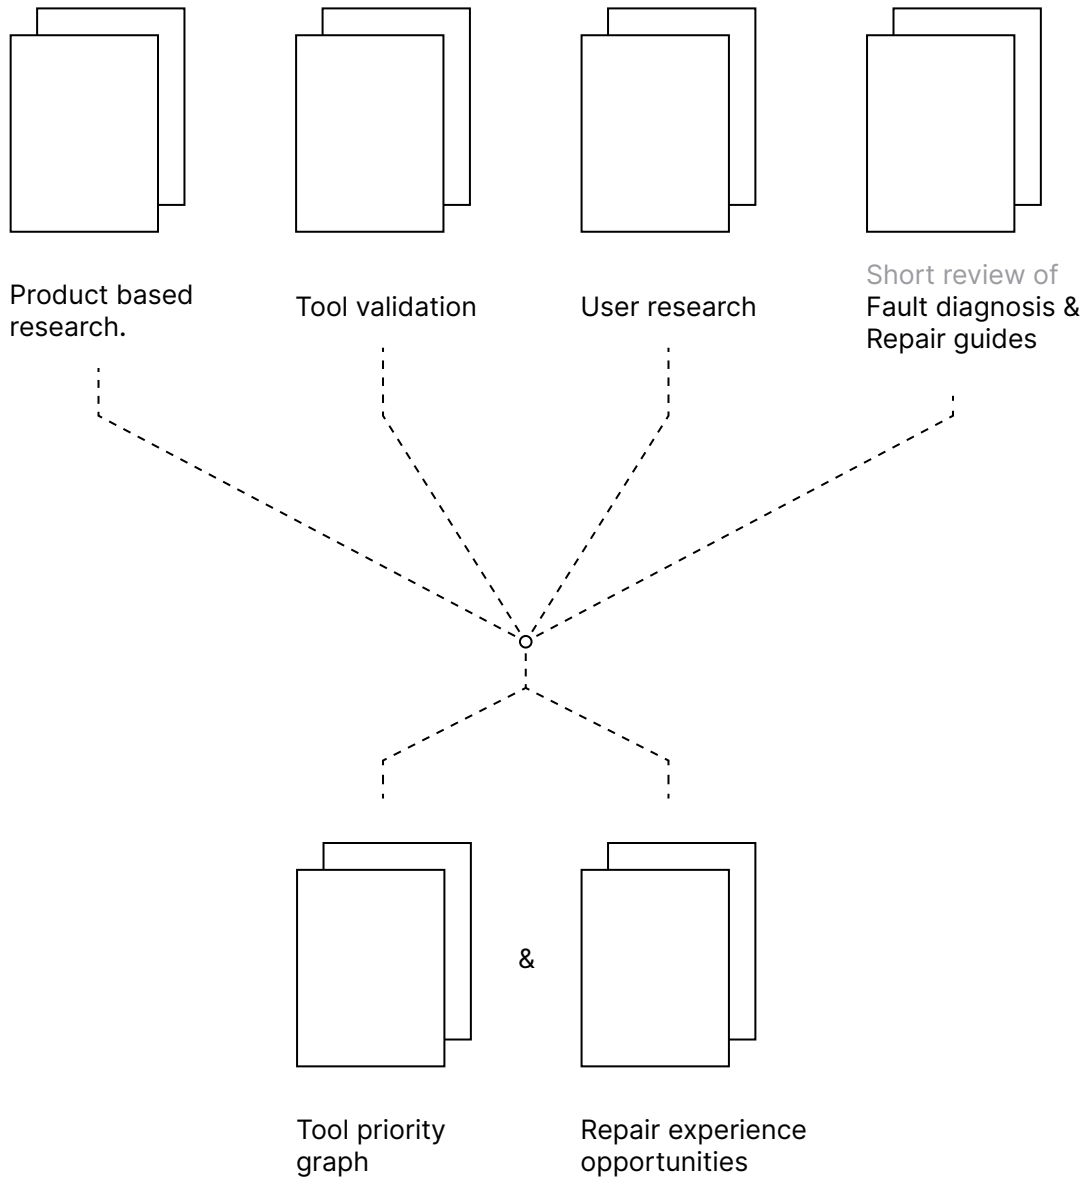 Product based
research.
Tool validation
User research
Short review of
Fault diagnosis &
Repair guides
&
Tool priority
graph
Repair experience
opportunities